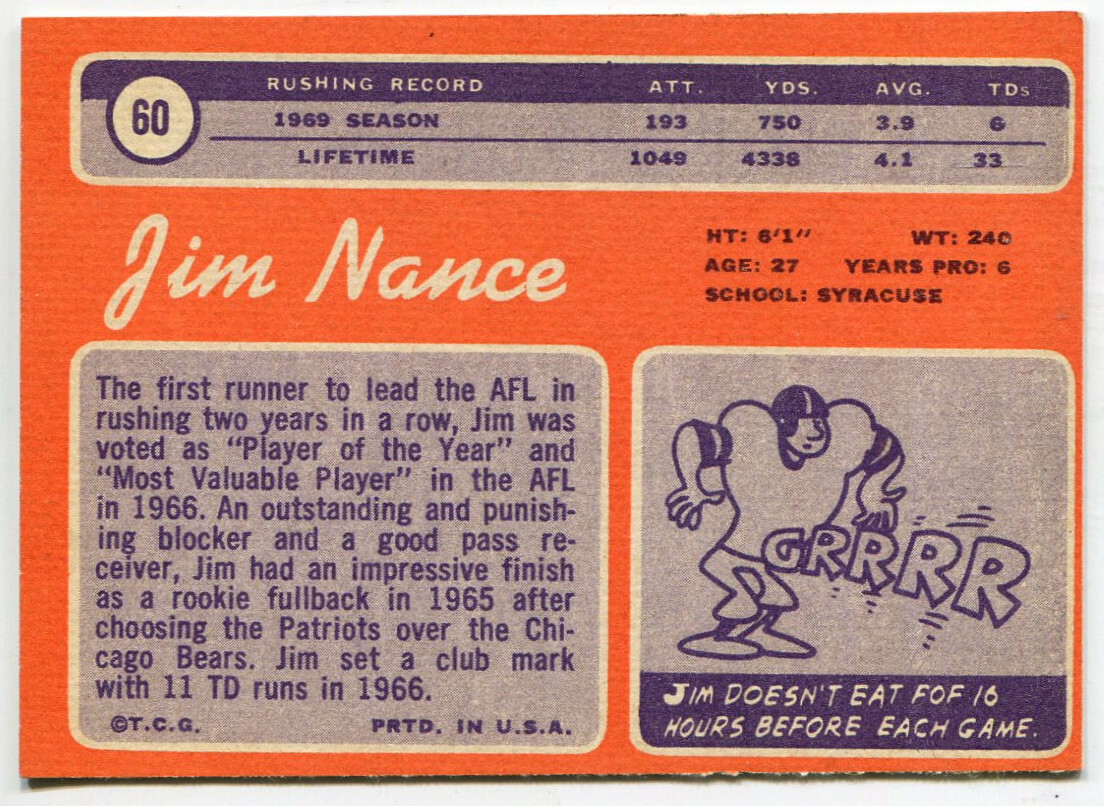 60
RUSHING RECORD ATT. YDS. AVG. TDs
1969 SEASON 193 750 3.9 6
LIFETIME 1049 4338 4.1 33
Jim Nance
HT: 6'1" WT: 240
AGE: 27 YEARS PRO: 6
SCHOOL: SYRACUSE
The first runner to lead the AFL in
rushing two years in a row, Jim was
voted as "Player of the Year" and
"Most Valuable Player" in the AFL
in 1966. An outstanding and punish-
ing blocker and a good pass re-
ceiver, Jim had an impressive finish
as a rookie fullback in 1965 after
choosing the Patriots over the Chi-
cago Bears. Jim set a club mark
with 11 TD runs in 1966.
©T.C.G. PRTD. IN U.S.A.
GRRRR
JIM DOESN'T EAT FOF 16
HOURS BEFORE EACH GAME.